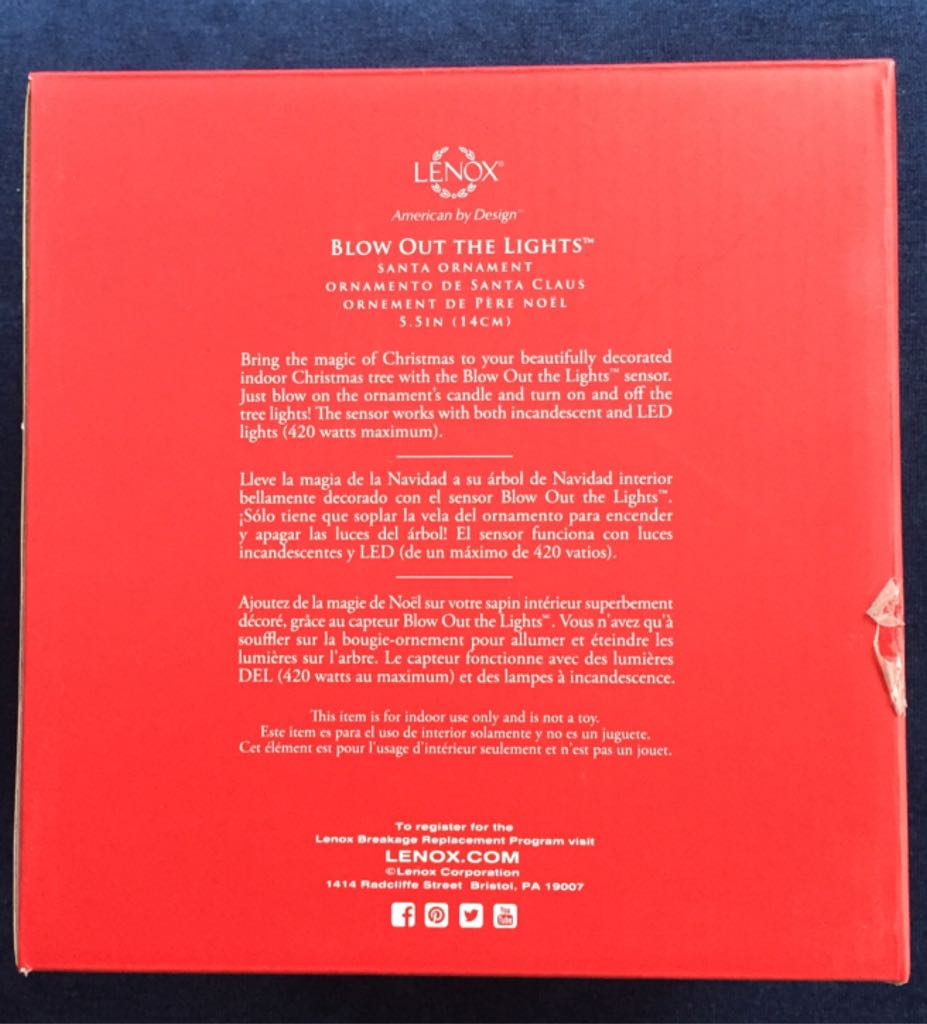 LENOX®
American by Design™
BLOW OUT THE LIGHTS™
SANTA ORNAMENT
ORNAMENTO DE SANTA CLAUS
ORNEMENT DE PÈRE NOËL
5.5IN (14CM)
Bring the magic of Christmas to your beautifully decorated
indoor Christmas tree with the Blow Out the Lights™ sensor.
Just blow on the ornament's candle and turn on and off the
tree lights! The sensor works with both incandescent and LED
lights (420 watts maximum).
Lleve la magia de la Navidad a su árbol de Navidad interior
bellamente decorado con el sensor Blow Out the Lights™.
¡Sólo tiene que soplar la vela del ornamento para encender
y apagar las luces del árbol! El sensor funciona con luces
incandescentes y LED (de un máximo de 420 vatios).
Ajoutez de la magie de Noël sur votre sapin intérieur superbement
décoré, grâce au capteur Blow Out the Lights™. Vous n'avez qu'à
souffler sur la bougie-ornement pour allumer et éteindre les
lumières sur l'arbre. Le capteur fonctionne avec des lumières
DEL (420 watts au maximum) et des lampes à incandescence.
This item is for indoor use only and is not a toy.
Este item es para el uso de interior solamente y no es un juguete.
Cet élément est pour l'usage d'intérieur seulement et n'est pas un jouet.
To register for the
Lenox Breakage Replacement Program visit
LENOX.COM
©Lenox Corporation
1414 Radcliffe Street Bristol, PA 19007
You Tube